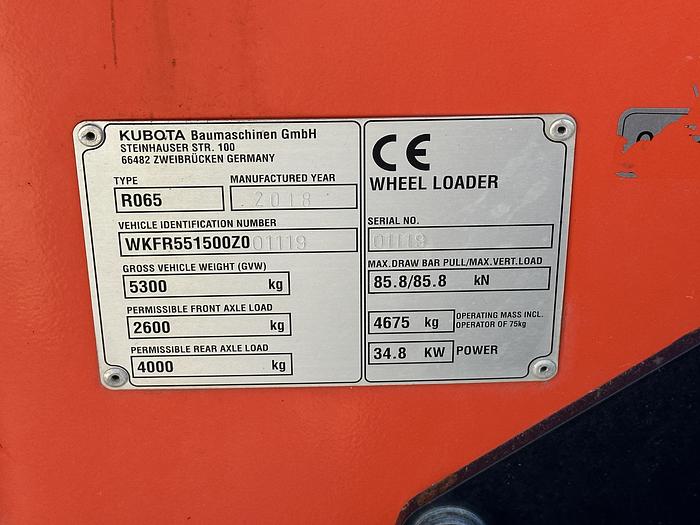 KUBOTA Baumaschinen GmbH
STEINHAUSER STR. 100
66482 ZWEIBRÜCKEN GERMANY
TYPE
R065
MANUFACTURED YEAR
2018
VEHICLE IDENTIFICATION NUMBER
WKFR551500Z001119
GROSS VEHICLE WEIGHT (GVW)
5300 kg
PERMISSIBLE FRONT AXLE LOAD
2600 kg
PERMISSIBLE REAR AXLE LOAD
4000 kg
CE
WHEEL LOADER
SERIAL NO.
01119
MAX.DRAW BAR PULL/MAX.VERT.LOAD
85.8/85.8 kN
4675 kg
OPERATING MASS INCL.
OPERATOR OF 75kg
34.8 KW POWER